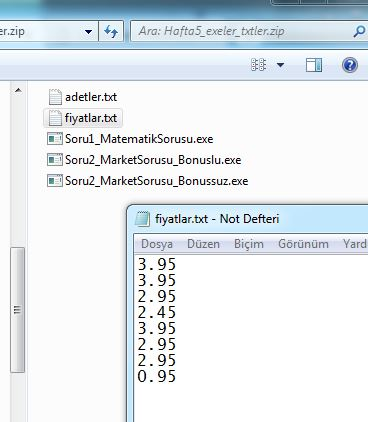 er.zip
Ara: Hafta5_exeler_txtler.zip
adetler.txt
fiyatlar.txt
Soru1_MatematikSorusu.exe
Soru2_MarketSorusu_Bonuslu.exe
Soru2_MarketSorusu_Bonussuz.exe
fiyatlar.txt - Not Defteri
Dosya Düzen Biçim Görünüm Yard
3.95
3.95
2.95
2.45
3.95
2.95
2.95
0.95